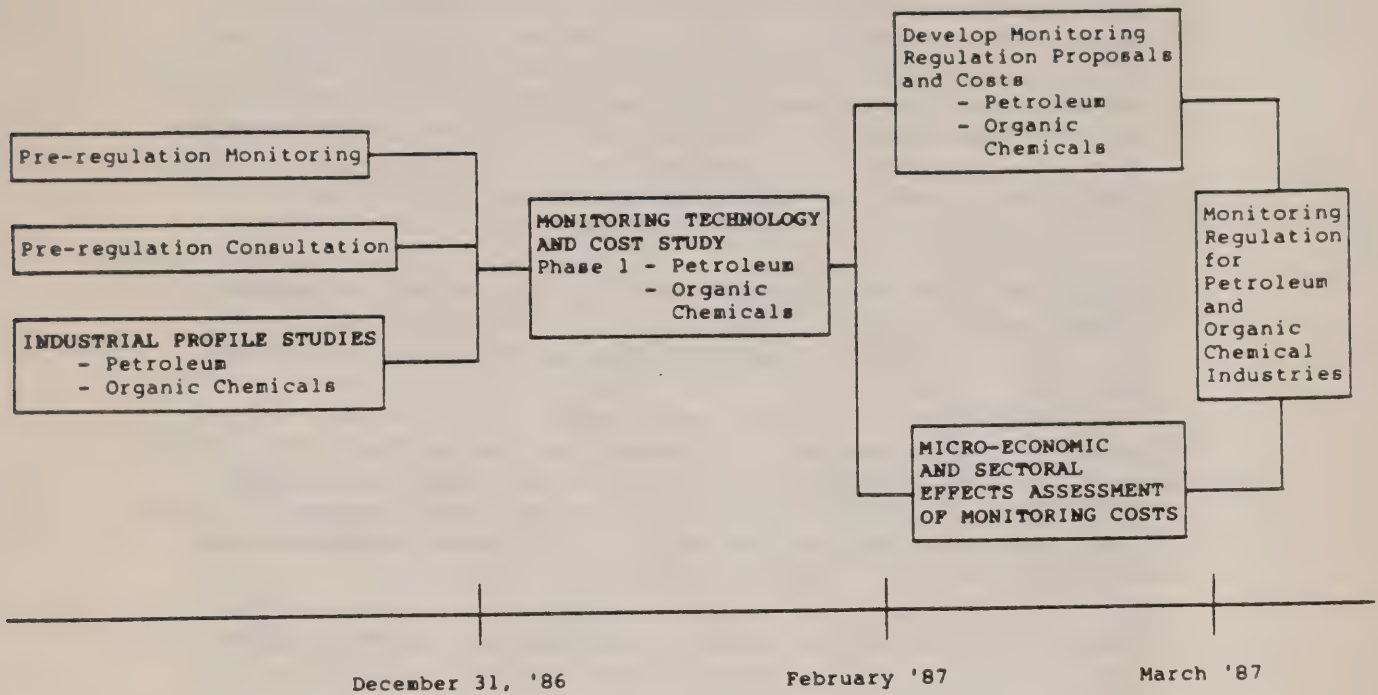 Pre-regulation Monitoring
Pre-regulation Consultation
INDUSTRIAL PROFILE STUDIES
- Petroleum
- Organic Chemicals
MONITORING TECHNOLOGY
AND COST STUDY
Phase 1 - Petroleum
- Organic
Chemicals
Develop Monitoring
Regulation Proposals
and Costs
- Petroleum
- Organic
Chemicals
MICRO-ECONOMIC
AND SECTORAL
EFFECTS ASSESSMENT
OF MONITORING COSTS
Monitoring
Regulation
for
Petroleum
and
Organic
Chemical
Industries
December 31, '86
February '87
March '87